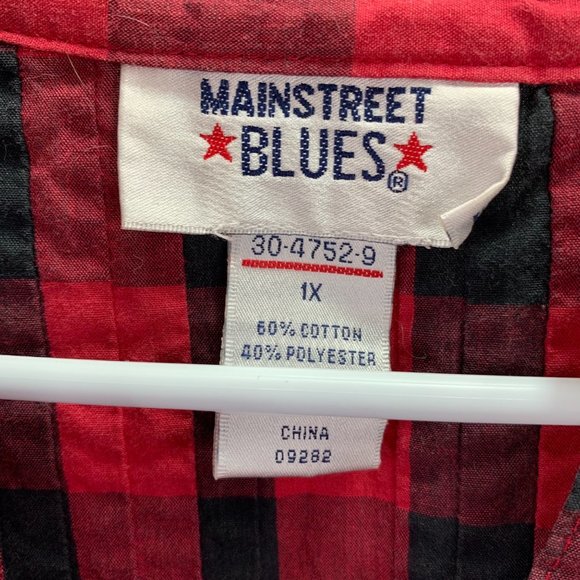 MAINSTREET
BLUES®
30-4752-9
1X
60% COTTON
40% POLYESTER
CHINA
09282